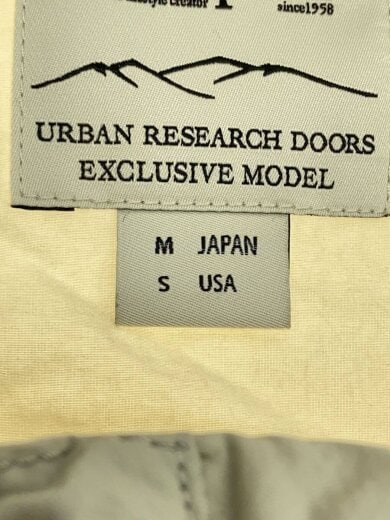 since1958
URBAN RESEARCH DOORS
EXCLUSIVE MODEL
M JAPAN
S USA